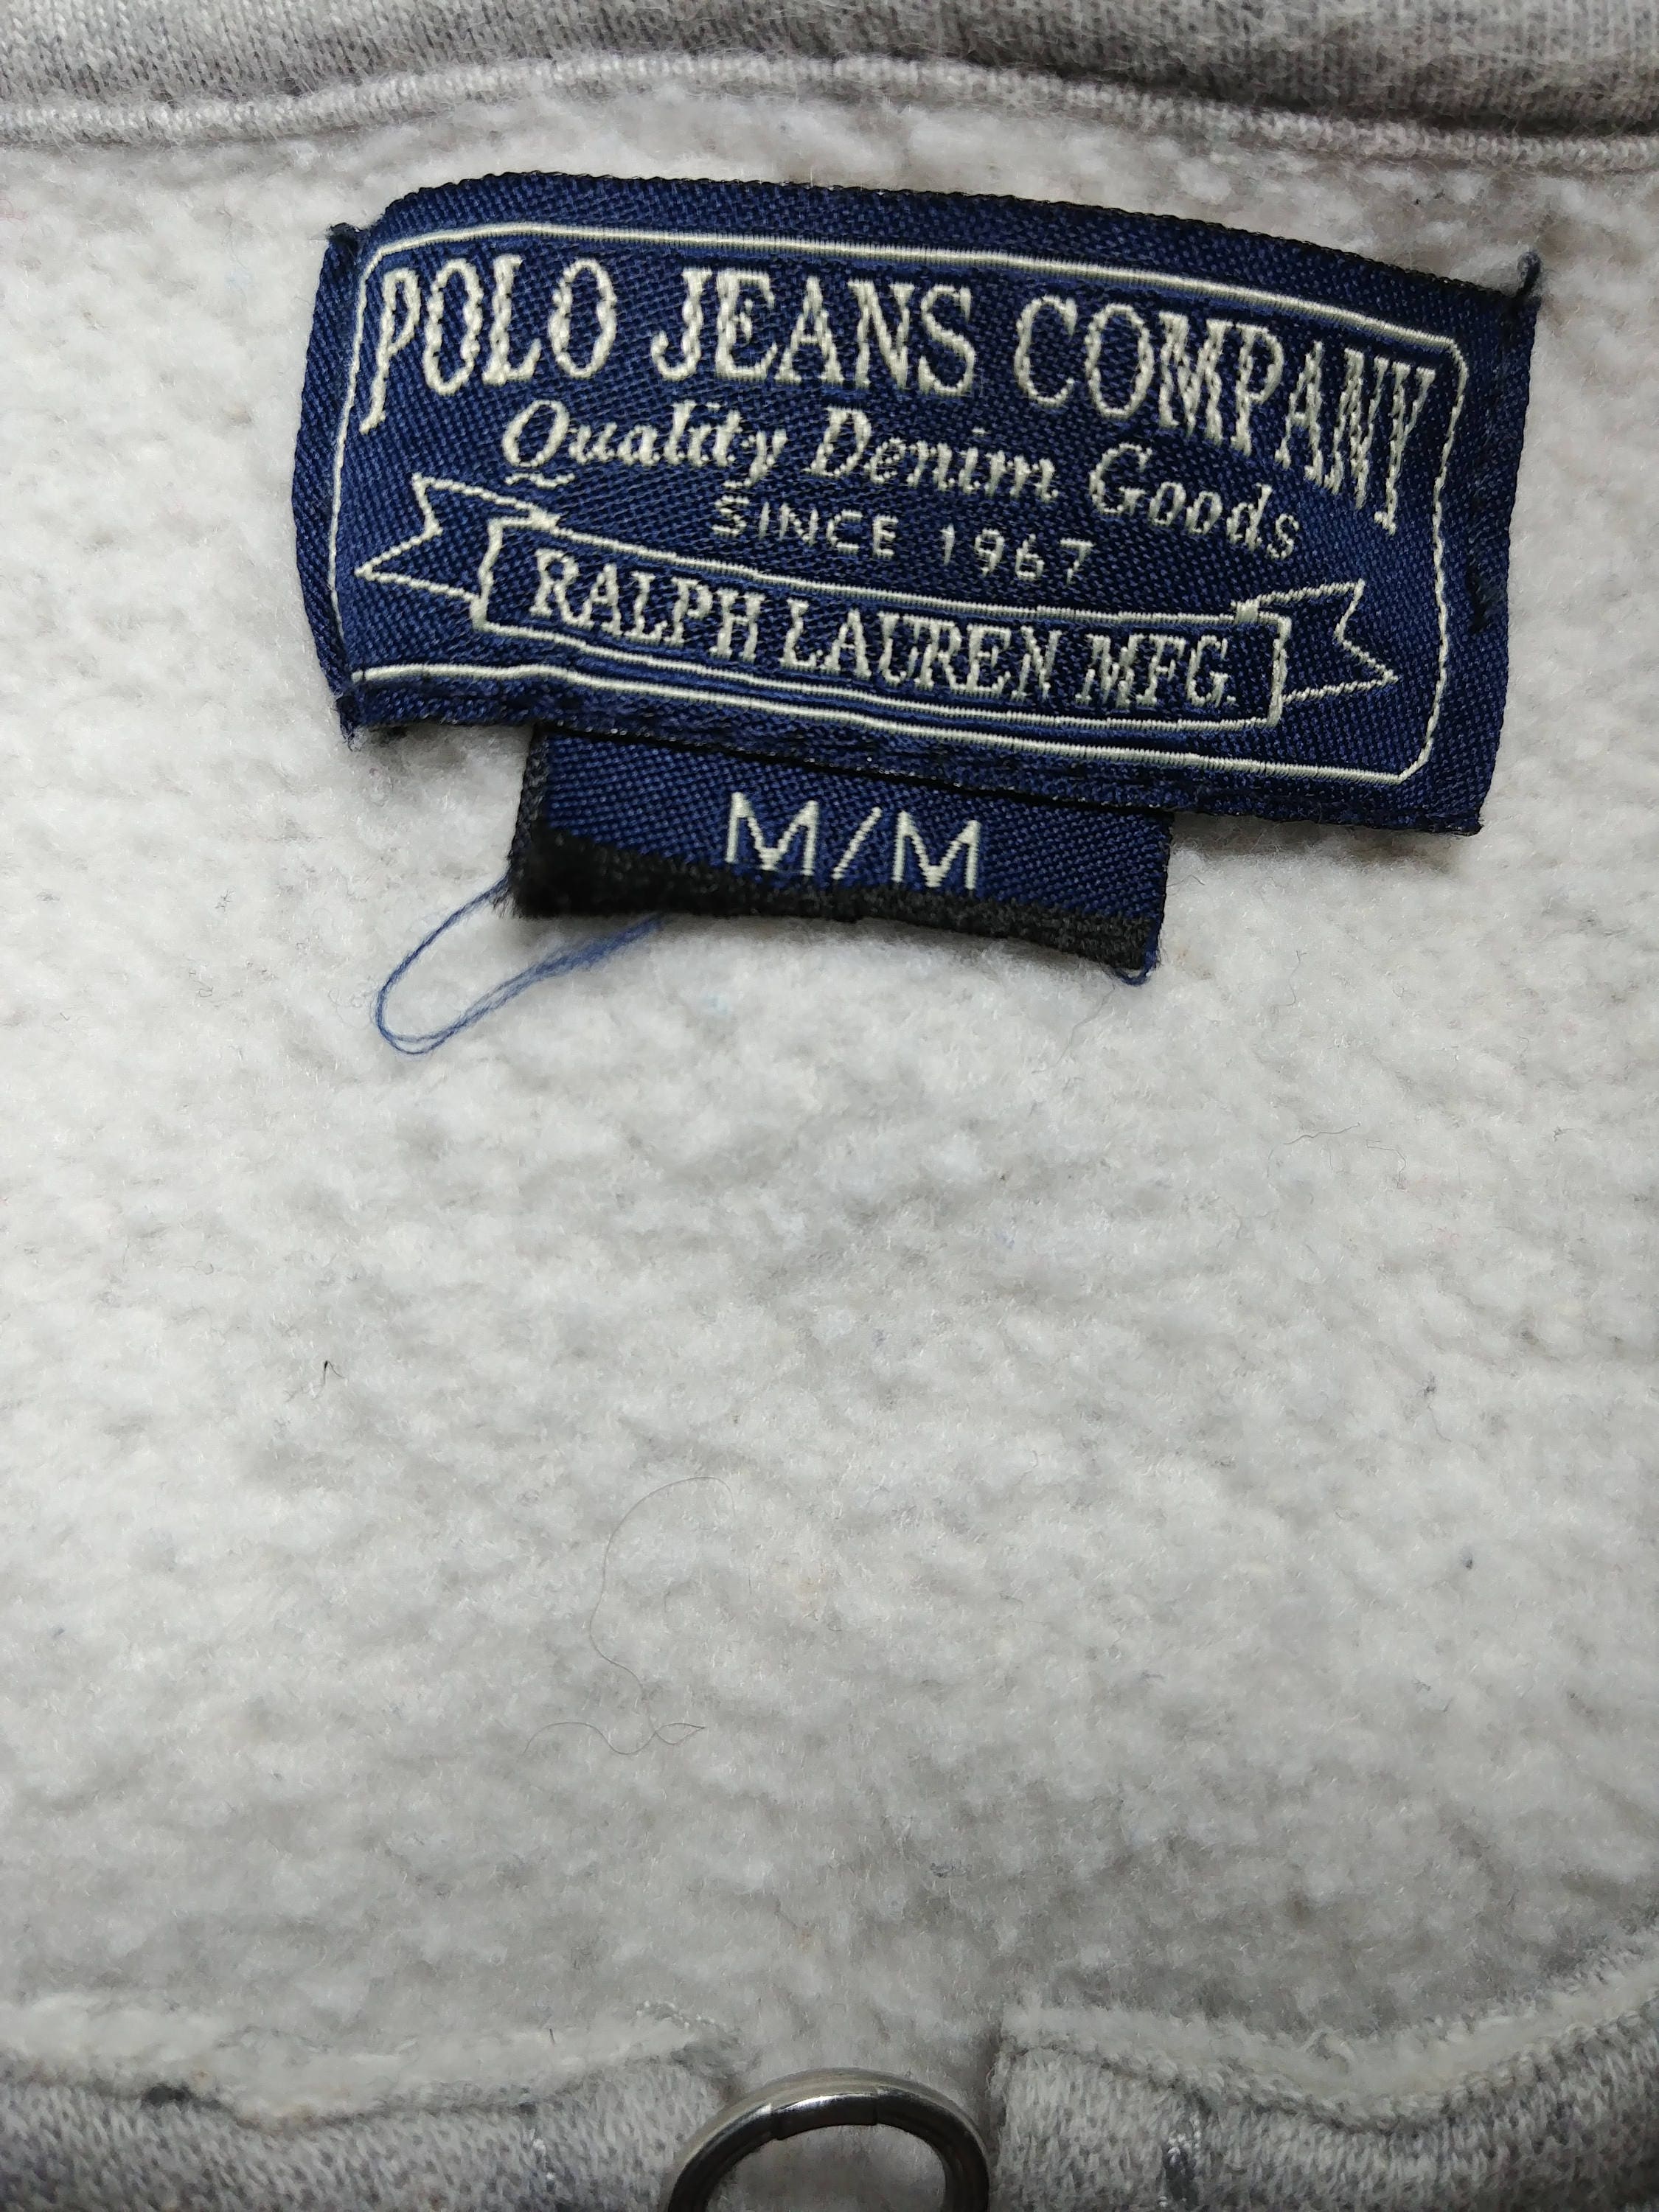 POLO JEANS COMPANY
Quality Denim Goods
SINCE 1967
RALPH LAUREN MFG.
M/M